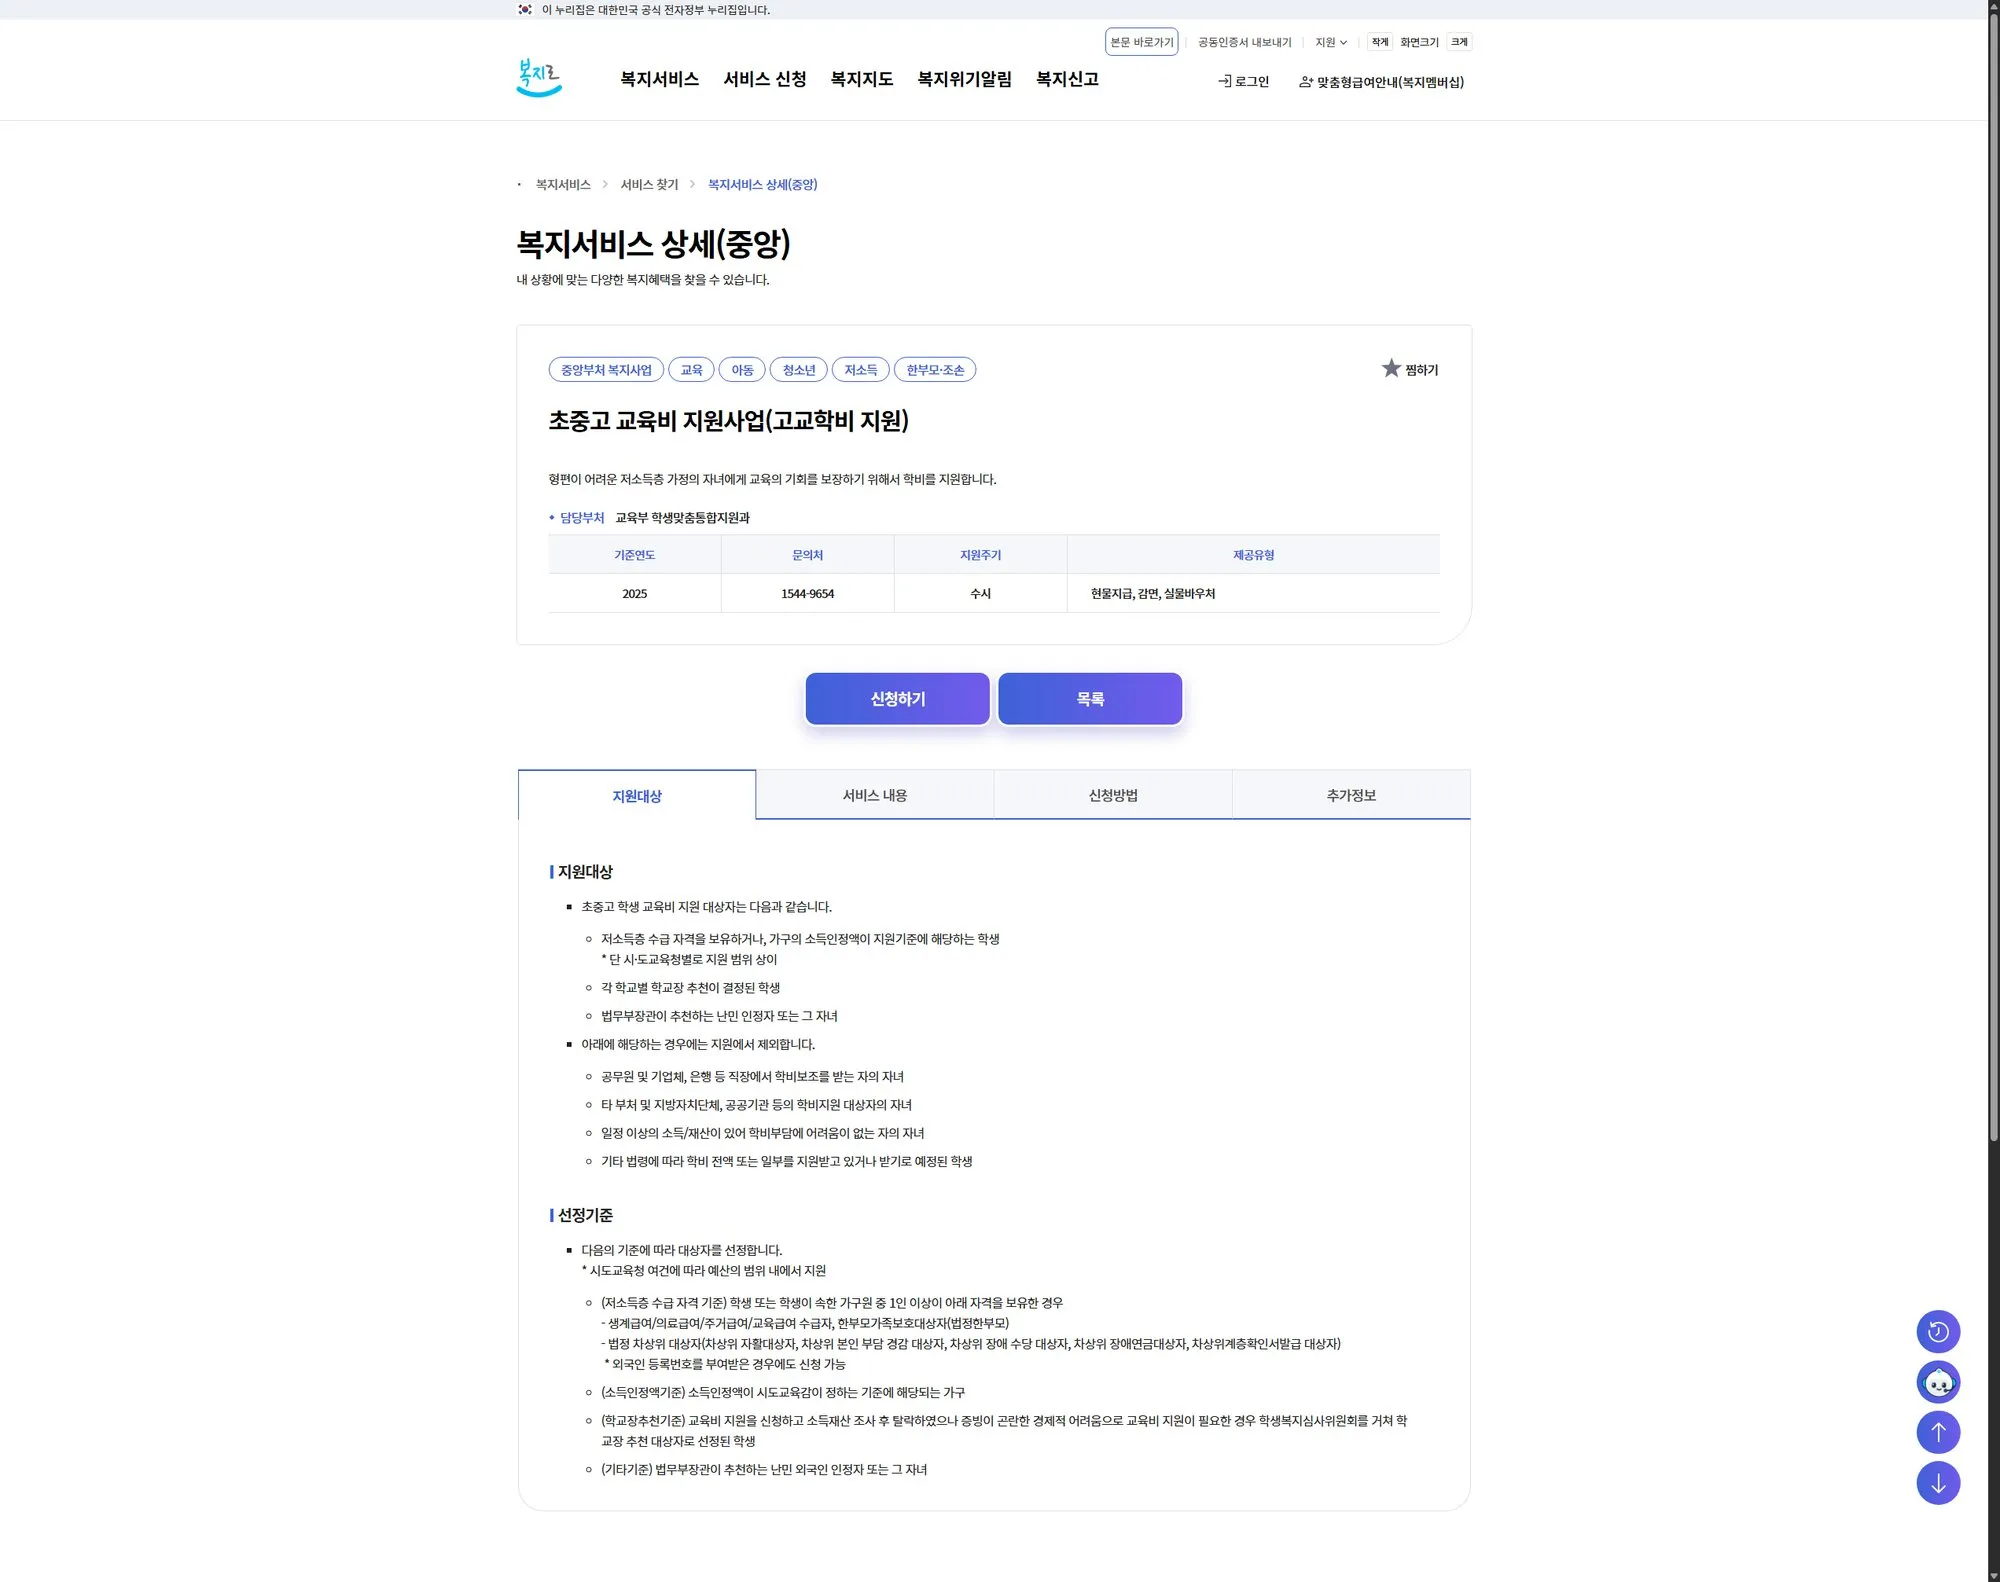 이 누리집은 대한민국 공식 전자정부 누리집입니다.
본문 바로가기
공동인증서 내보내기
지원
작게 화면크기 크게
복지로
복지서비스 서비스 신청 복지지도 복지위기알림 복지신고
로그인
맞춤형급여안내(복지멤버십)
복지서비스 > 서비스 찾기 > 복지서비스 상세(중앙)
복지서비스 상세(중앙)
내 상황에 맞는 다양한 복지혜택을 찾을 수 있습니다.
중앙부처 복지사업 교육 아동 청소년 저소득 한부모·조손
찜하기
초중고 교육비 지원사업(고교학비 지원)
형편이 어려운 저소득층 가정의 자녀에게 교육의 기회를 보장하기 위해서 학비를 지원합니다.
담당부처 교육부 학생맞춤통합지원과
기준연도 문의처 지원주기 제공유형
2025 1544-9654 수시 현물지급, 감면, 실물바우처
신청하기 목록
지원대상 서비스 내용 신청방법 추가정보
지원대상
초중고 학생 교육비 지원 대상자는 다음과 같습니다.
저소득층 수급 자격을 보유하거나, 가구의 소득인정액이 지원기준에 해당하는 학생
* 단 시·도교육청별로 지원 범위 상이
각 학교별 학교장 추천이 결정된 학생
법무부장관이 추천하는 난민 인정자 또는 그 자녀
아래에 해당하는 경우에는 지원에서 제외합니다.
공무원 및 기업체, 은행 등 직장에서 학비보조를 받는 자의 자녀
타 부처 및 지방자치단체, 공공기관 등의 학비지원 대상자의 자녀
일정 이상의 소득/재산이 있어 학비부담에 어려움이 없는 자의 자녀
기타 법령에 따라 학비 전액 또는 일부를 지원받고 있거나 받기로 예정된 학생
선정기준
다음의 기준에 따라 대상자를 선정합니다.
* 시도교육청 여건에 따라 예산의 범위 내에서 지원
(저소득층 수급 자격 기준) 학생 또는 학생이 속한 가구원 중 1인 이상이 아래 자격을 보유한 경우
- 생계급여/의료급여/주거급여/교육급여 수급자, 한부모가족보호대상자(법정한부모)
- 법정 차상위 대상자(차상위 자활대상자, 차상위 본인 부담 경감 대상자, 차상위 장애 수당 대상자, 차상위 장애연금대상자, 차상위계층확인서발급 대상자)
* 외국인 등록번호를 부여받은 경우에도 신청 가능
(소득인정액기준) 소득인정액이 시도교육감이 정하는 기준에 해당되는 가구
(학교장추천기준) 교육비 지원을 신청하고 소득재산 조사 후 탈락하였으나 증빙이 곤란한 경제적 어려움으로 교육비 지원이 필요한 경우 학생복지심사위원회를 거쳐 학
교장 추천 대상자로 선정된 학생
(기타기준) 법무부장관이 추천하는 난민 외국인 인정자 또는 그 자녀